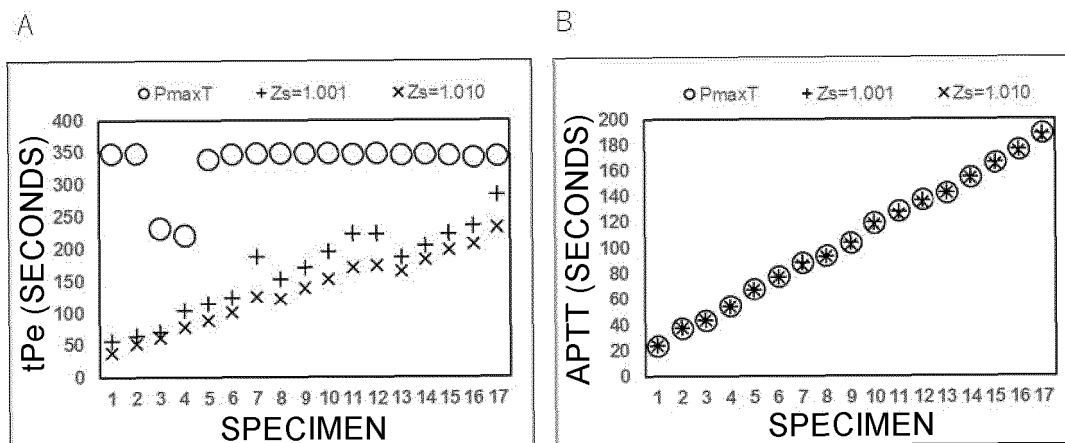 A
B
○ PmaxT + Zs=1.001 × Zs=1.010
400
350
300
250
200
150
100
50
0
tPe (SECONDS)
1 2 3 4 5 6 7 8 9 10 11 12 13 14 15 16 17
SPECIMEN
○ PmaxT + Zs=1.001 × Zs=1.010
200
180
160
140
120
100
80
60
40
20
0
APTT (SECONDS)
1 2 3 4 5 6 7 8 9 10 11 12 13 14 15 16 17
SPECIMEN